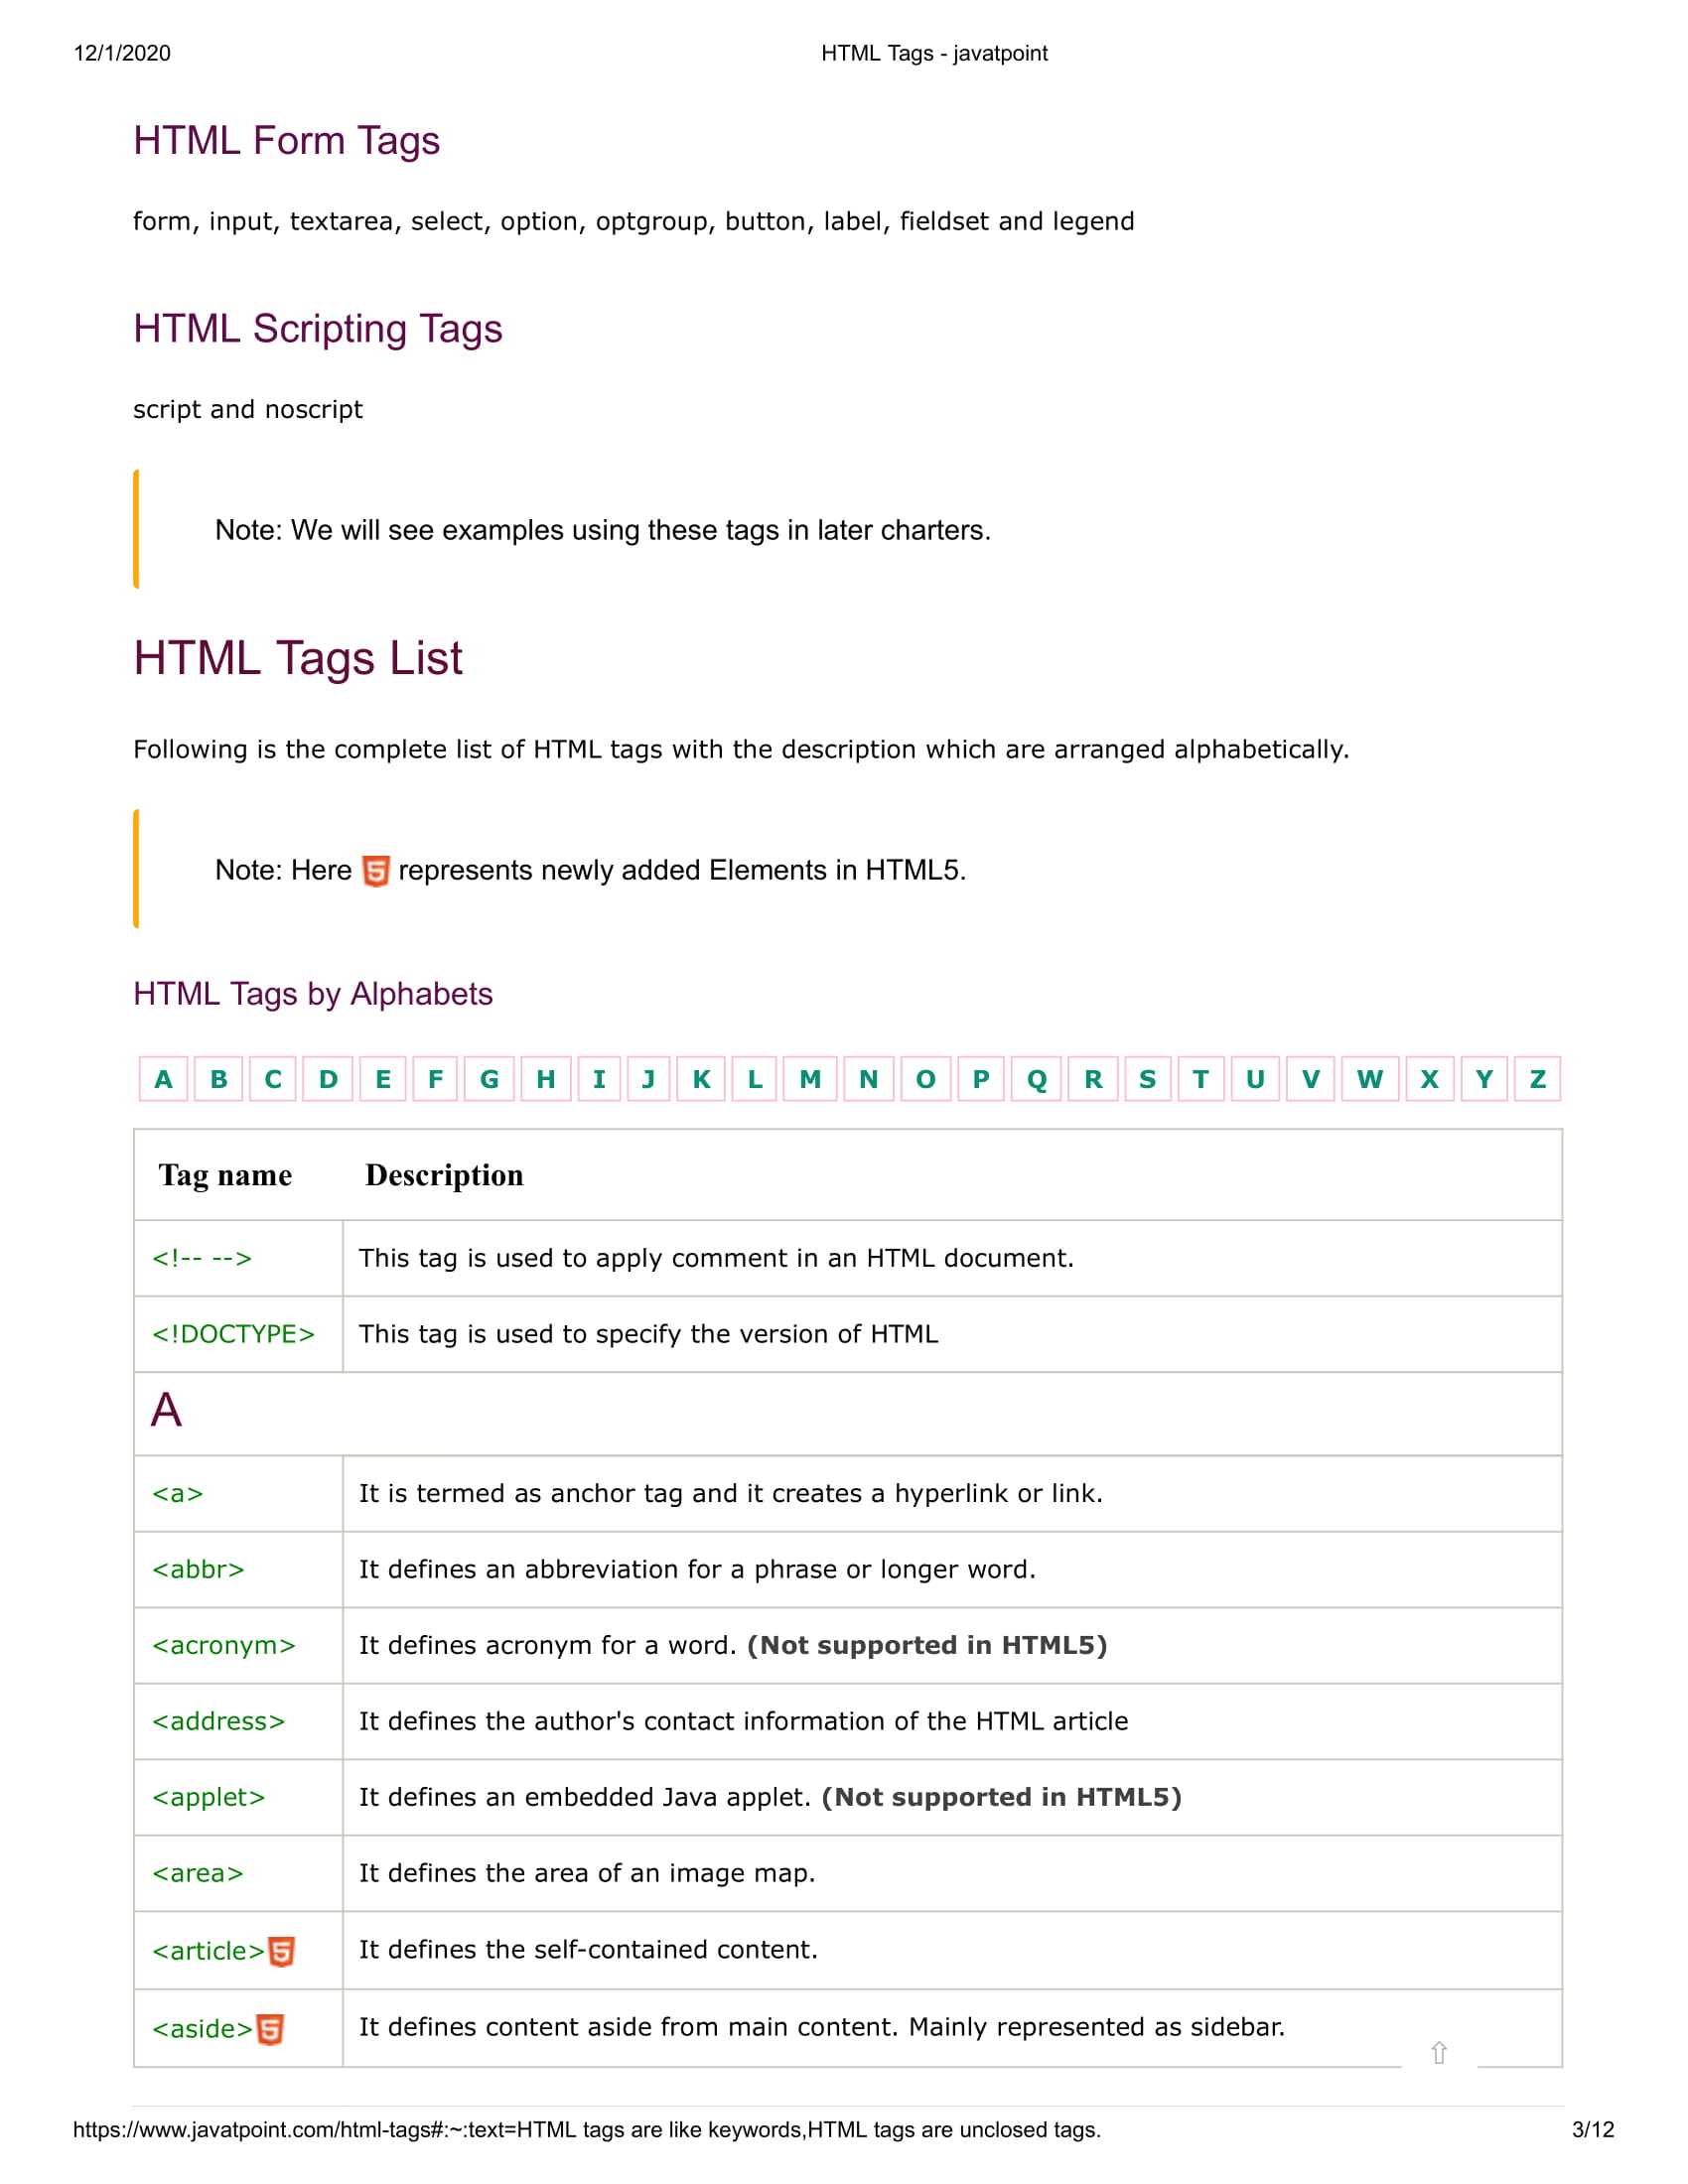 12/1/2020 HTML Tags - javatpoint
HTML Form Tags
form, input, textarea, select, option, optgroup, button, label, fieldset and legend
HTML Scripting Tags
script and noscript
Note: We will see examples using these tags in later charters.
HTML Tags List
Following is the complete list of HTML tags with the description which are arranged alphabetically.
Note: Here 5 represents newly added Elements in HTML5.
HTML Tags by Alphabets
A B C D E F G H I J K L M N O P Q R S T U V W X Y Z
Tag name Description
<!-- --> This tag is used to apply comment in an HTML document.
<!DOCTYPE> This tag is used to specify the version of HTML
A
<a> It is termed as anchor tag and it creates a hyperlink or link.
<abbr> It defines an abbreviation for a phrase or longer word.
<acronym> It defines acronym for a word. (Not supported in HTML5)
<address> It defines the author's contact information of the HTML article
<applet> It defines an embedded Java applet. (Not supported in HTML5)
<area> It defines the area of an image map.
<article>5 It defines the self-contained content.
<aside>5 It defines content aside from main content. Mainly represented as sidebar.
⇧
https://www.javatpoint.com/html-tags#:~:text=HTML tags are like keywords,HTML tags are unclosed tags. 3/12